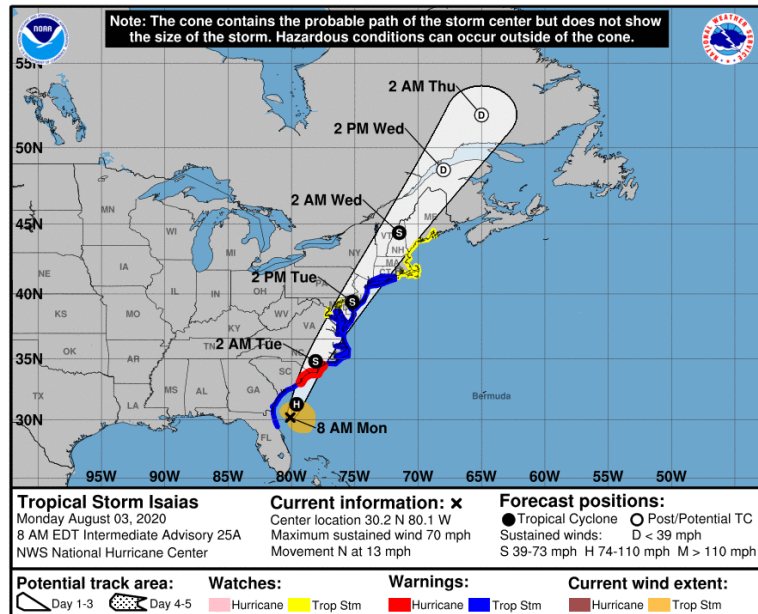 Note: The cone contains the probable path of the storm center but does not show
the size of the storm. Hazardous conditions can occur outside of the cone.
NOAA
NATIONAL WEATHER SERVICE
55N
50N
45N
40N
35N
30N
2 AM Thu
D
2 PM Wed
D
2 AM Wed
S
2 PM Tue
S
2 AM Tue
S
H
8 AM Mon
Bermuda
MN
WI
MI
NY
VT
NH
ME
MA
CT
NE
IA
IL
IN
OH
PA
KS
MO
KY
WV
VA
OK
AR
TN
NC
SC
TX
LA
MS
AL
GA
FL
95W 90W 85W 80W 75W 70W 65W 60W 55W 50W
Tropical Storm Isaias
Monday August 03, 2020
8 AM EDT Intermediate Advisory 25A
NWS National Hurricane Center
Current information: ×
Center location 30.2 N 80.1 W
Maximum sustained wind 70 mph
Movement N at 13 mph
Forecast positions:
Tropical Cyclone Post/Potential TC
Sustained winds: D < 39 mph
S 39-73 mph H 74-110 mph M > 110 mph
Potential track area:
Day 1-3 Day 4-5
Watches:
Hurricane Trop Stm
Warnings:
Hurricane Trop Stm
Current wind extent:
Hurricane Trop Stm